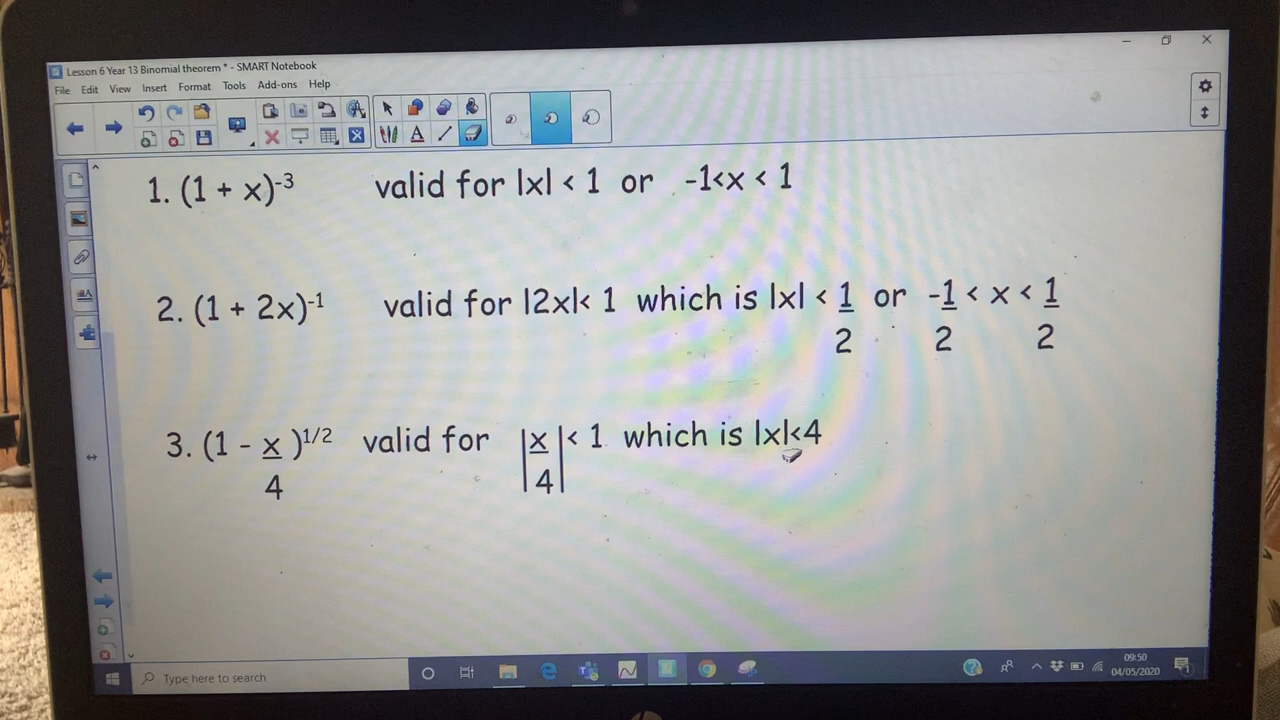 Lesson 6 Year 13 Binomial theorem * - SMART Notebook
File Edit View Insert Format Tools Add-ons Help
1. (1 + x)⁻³ valid for |x| < 1 or -1<x < 1
2. (1 + 2x)⁻¹ valid for |2x|< 1 which is |x| < 1 or -1 < x < 1
2 2 2
3. (1 - x )¹/² valid for |x |< 1 which is |x|<4
4 |4|
Type here to search
09:50
04/05/2020